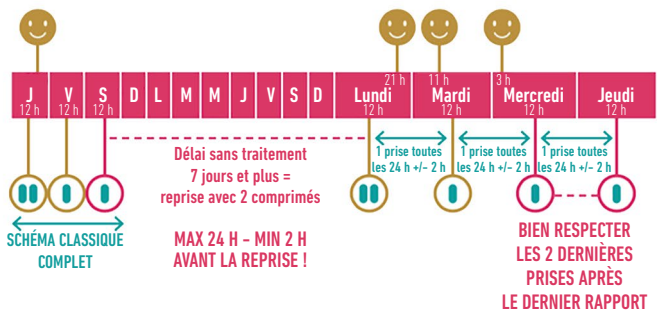 21 h 11 h 3 h
J V S D L M M J V S D Lundi Mardi Mercredi Jeudi
12 h 12 h 12 h 12 h 12 h 12 h 12 h
Délai sans traitement
7 jours et plus =
reprise avec 2 comprimés
MAX 24 H - MIN 2 H
AVANT LA REPRISE !
1 prise toutes
les 24 h +/- 2 h
1 prise toutes
les 24 h +/- 2 h
1 prise toutes
les 24 h +/- 2 h
SCHÉMA CLASSIQUE
COMPLET
BIEN RESPECTER
LES 2 DERNIÈRES
PRISES APRÈS
LE DERNIER RAPPORT